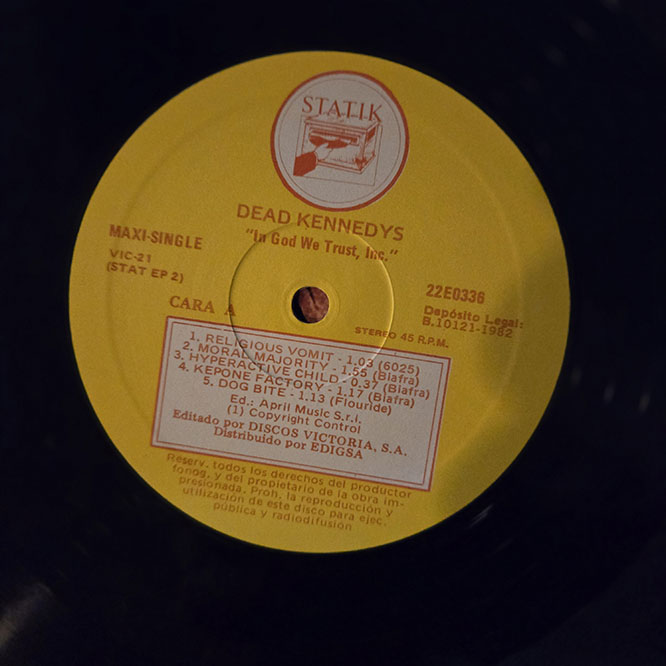 STATIK
DEAD KENNEDYS
"In God We Trust, Inc."
MAXI-SINGLE
VIC-21
(STAT EP 2)
22E0336
Depósito Legal:
B.10121-1982
CARA A
STEREO 45 R.P.M.
1. RELIGIOUS VOMIT - 1.03 (6025)
2. MORAL MAJORITY - 1.55 (Biafra)
3. HYPERACTIVE CHILD - 0.37 (Biafra)
4. KEPONE FACTORY - 1.17 (Biafra)
5. DOG BITE - 1.13 (Flouride)
Ed.: April Music S.r.l.
(1) Copyright Control
Editado por DISCOS VICTORIA, S.A.
Distribuido por EDIGSA
Reserv. todos los derechos del productor
fonog. y del propietario de la obra im-
presionada. Proh. la reproducción y
utilización de este disco para ejec.
pública y radiodifusión